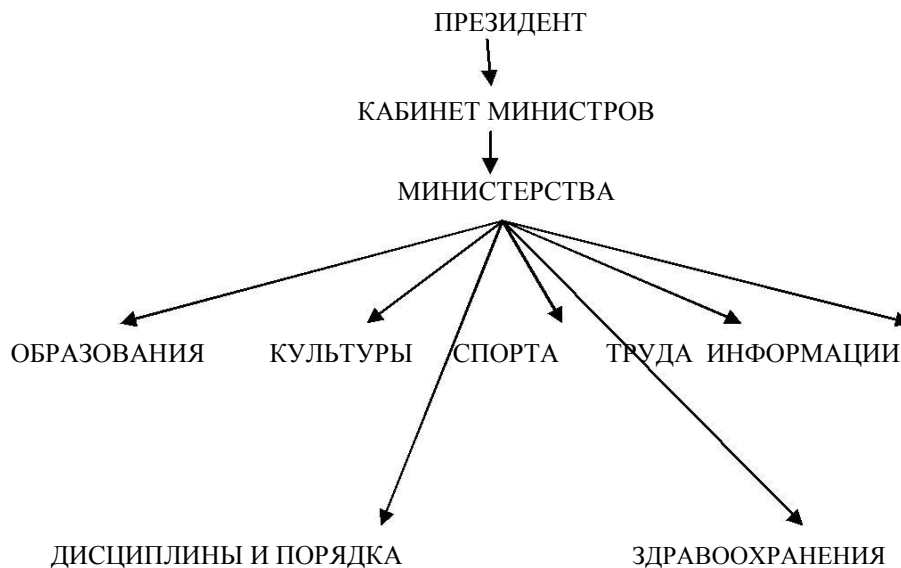 ПРЕЗИДЕНТ
КАБИНЕТ МИНИСТРОВ
МИНИСТЕРСТВА
ОБРАЗОВАНИЯ КУЛЬТУРЫ СПОРТА ТРУДА ИНФОРМАЦИИ
ДИСЦИПЛИНЫ И ПОРЯДКА ЗДРАВООХРАНЕНИЯ